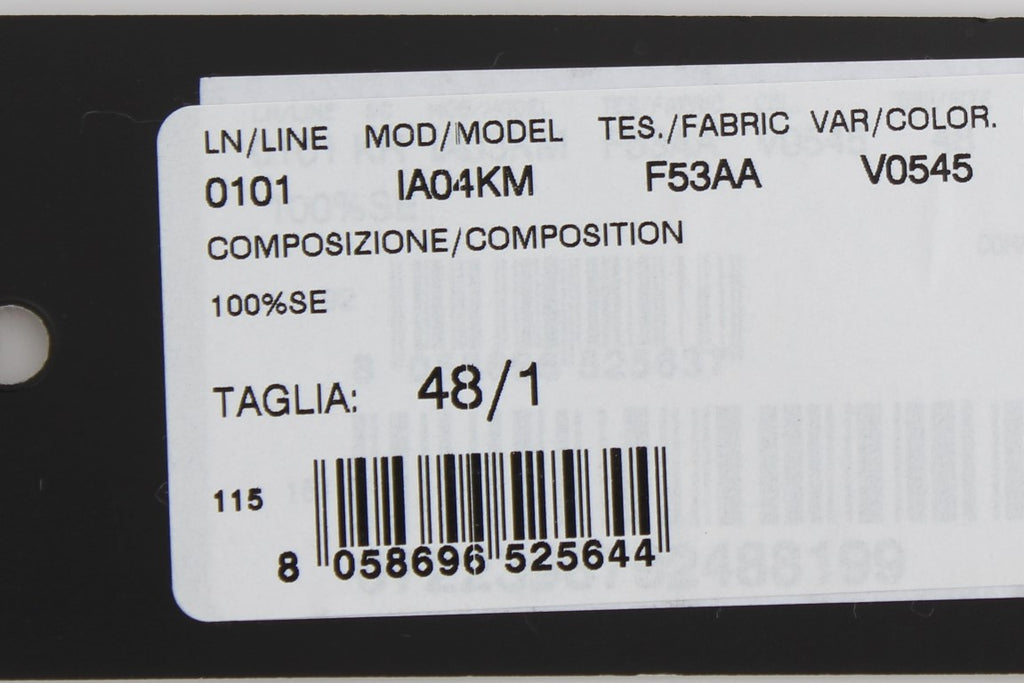 LN/LINE MOD/MODEL TES./FABRIC VAR/COLOR.
0101 IA04KM F53AA V0545
COMPOSIZIONE/COMPOSITION
100%SE
TAGLIA: 48/1
115
8 058696 525644